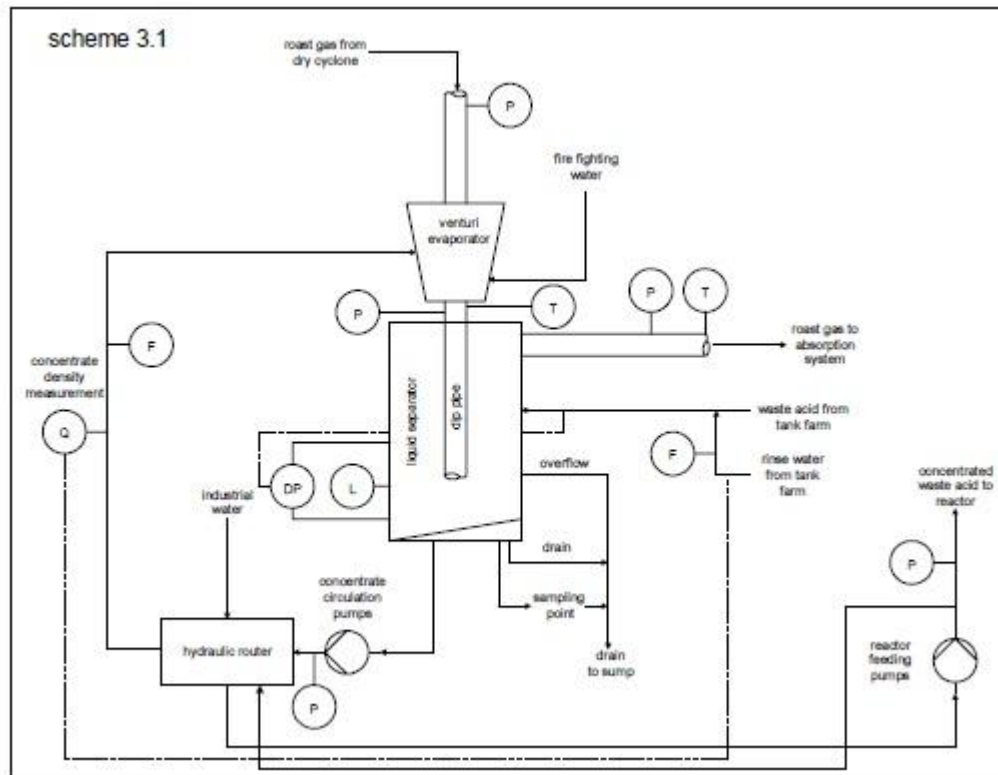 scheme 3.1
roast gas from
dry cyclone
P
fire fighting
water
venturi
evaporator
P
T
P
T
roast gas to
absorption
system
F
concentrate
density
measurement
Q
liquid separator
dip pipe
waste acid from
tank farm
F
rinse water
from tank
farm
overflow
DP
L
industrial
water
concentrated
waste acid to
reactor
drain
P
concentrate
circulation
pumps
sampling
point
hydraulic router
P
drain
to sump
reactor
feeding
pumps